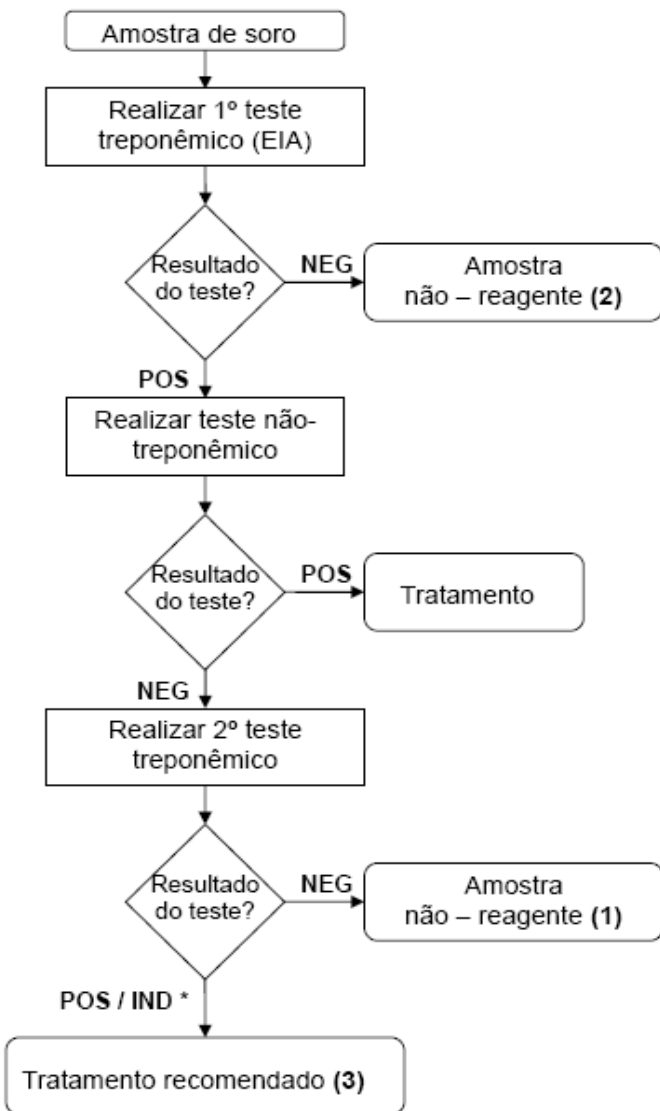 Amostra de soro
Realizar 1º teste
treponêmico (EIA)
Resultado
do teste?
NEG
Amostra
não – reagente (2)
POS
Realizar teste não-
treponêmico
Resultado
do teste?
POS
Tratamento
NEG
Realizar 2º teste
treponêmico
Resultado
do teste?
NEG
Amostra
não – reagente (1)
POS / IND *
Tratamento recomendado (3)